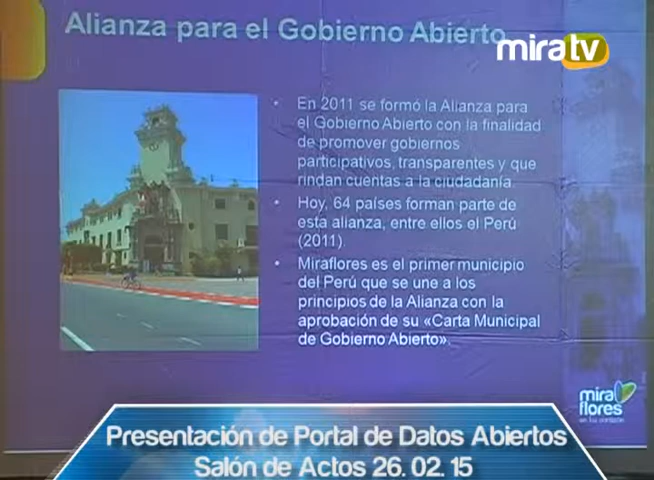 Alianza para el Gobierno Abierto
miratv
• En 2011 se formó la Alianza para
el Gobierno Abierto con la finalidad
de promover gobiernos
participativos, transparentes y que
rindan cuentas a la ciudadanía.
• Hoy, 64 países forman parte de
esta alianza, entre ellos el Perú
(2011).
• Miraflores es el primer municipio
del Perú que se une a los
principios de la Alianza con la
aprobación de su «Carta Municipal
de Gobierno Abierto».
mira
flores
en tu corazón
Presentación de Portal de Datos Abiertos
Salón de Actos 26. 02. 15